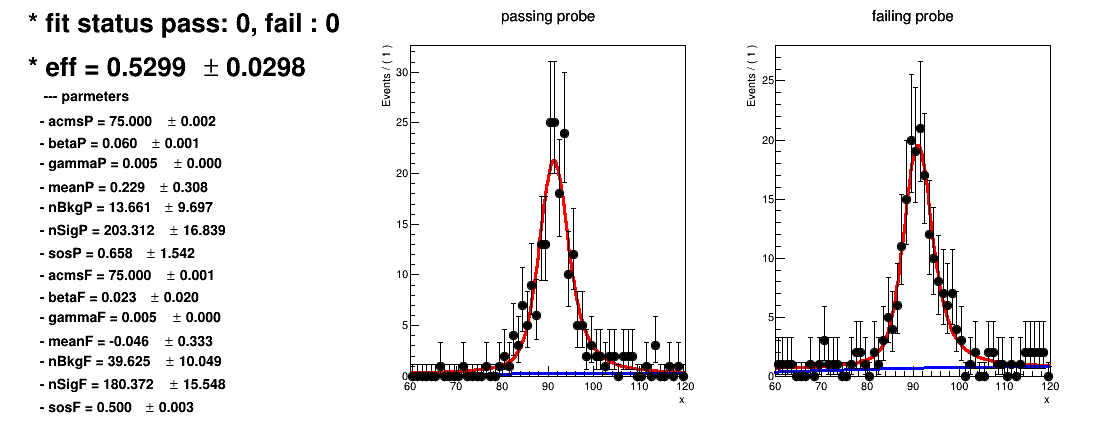 * fit status pass: 0, fail : 0
* eff = 0.5299 ± 0.0298
--- parmeters
- acmsP = 75.000 ± 0.002
- betaP = 0.060 ± 0.001
- gammaP = 0.005 ± 0.000
- meanP = 0.229 ± 0.308
- nBkgP = 13.661 ± 9.697
- nSigP = 203.312 ± 16.839
- sosP = 0.658 ± 1.542
- acmsF = 75.000 ± 0.001
- betaF = 0.023 ± 0.020
- gammaF = 0.005 ± 0.000
- meanF = -0.046 ± 0.333
- nBkgF = 39.625 ± 10.049
- nSigF = 180.372 ± 15.548
- sosF = 0.500 ± 0.003
passing probe
Events / ( 1 )
30
25
20
15
10
5
0
60 70 80 90 100 110 120
x
failing probe
Events / ( 1 )
25
20
15
10
5
0
60 70 80 90 100 110 120
x